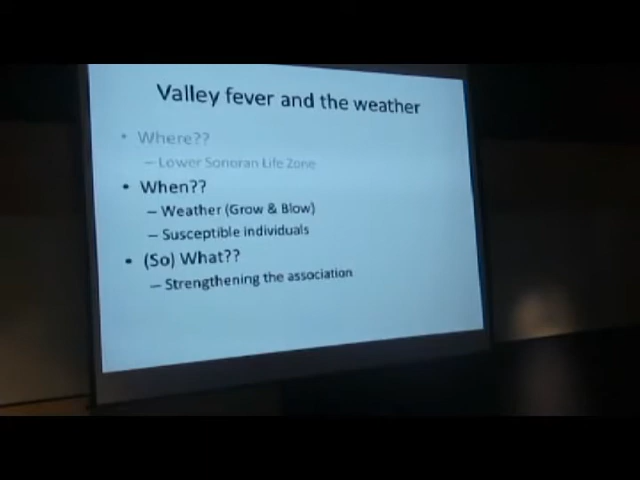 Valley fever and the weather
• Where??
– Lower Sonoran Life Zone
• When??
– Weather (Grow & Blow)
– Susceptible individuals
• (So) What??
– Strengthening the association